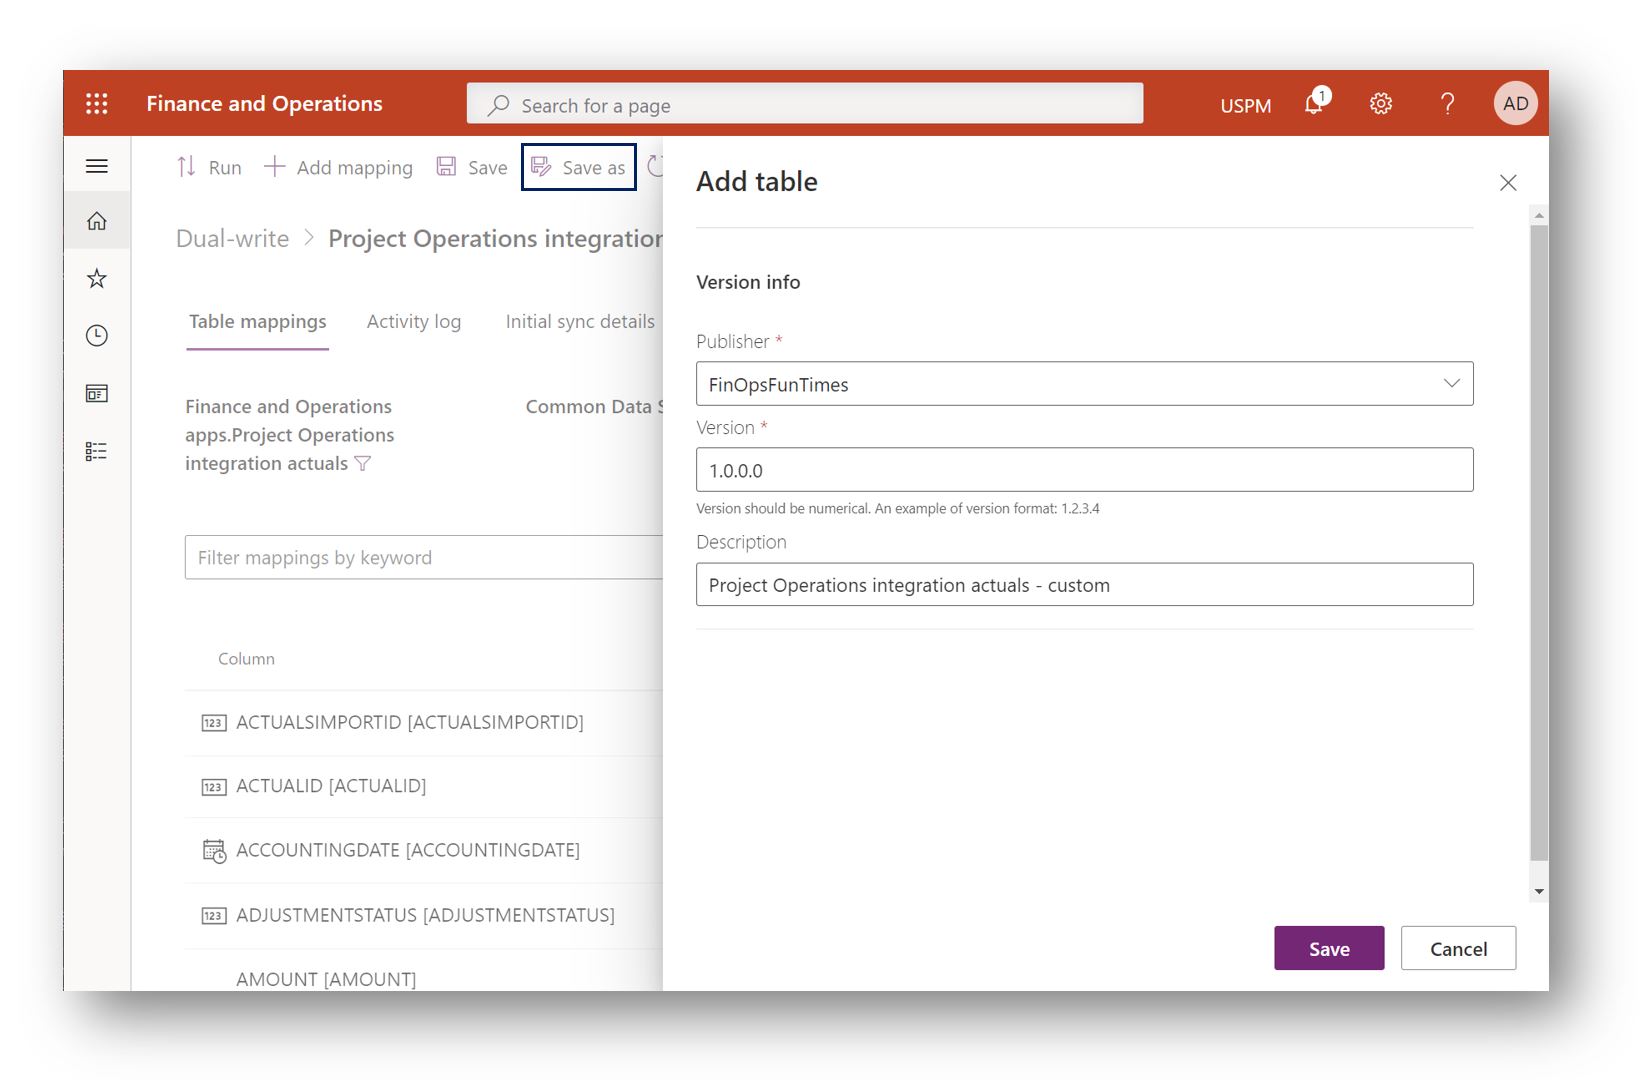 Finance and Operations
Search for a page
USPM
1
?
AD
Run
Add mapping
Save
Save as
Dual-write > Project Operations integration
Table mappings
Activity log
Initial sync details
Finance and Operations
apps.Project Operations
integration actuals
Common Data S
Filter mappings by keyword
Column
123 ACTUALSIMPORTID [ACTUALSIMPORTID]
123 ACTUALID [ACTUALID]
ACCOUNTINGDATE [ACCOUNTINGDATE]
123 ADJUSTMENTSTATUS [ADJUSTMENTSTATUS]
AMOUNT [AMOUNT]
Add table
Version info
Publisher *
FinOpsFunTimes
Version *
1.0.0.0
Version should be numerical. An example of version format: 1.2.3.4
Description
Project Operations integration actuals - custom
Save
Cancel